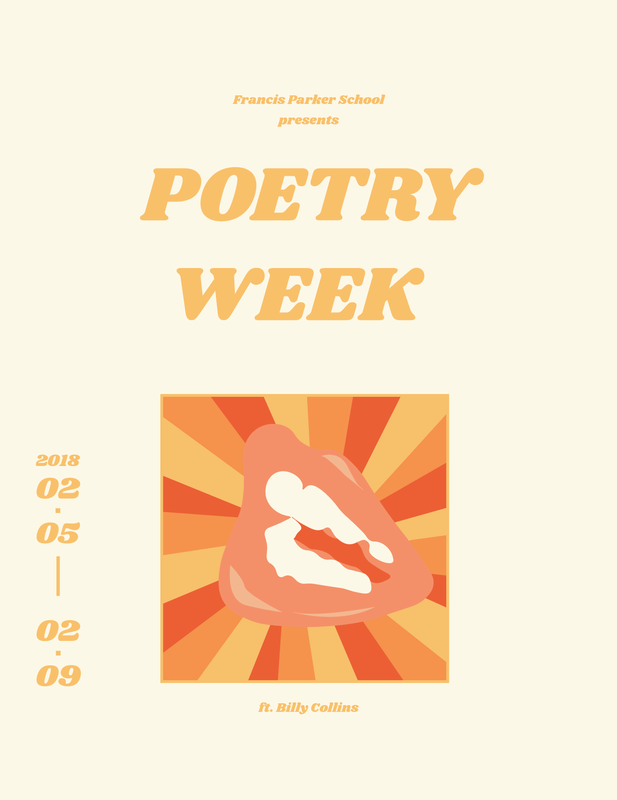 Francis Parker School
presents
POETRY
WEEK
2018
02
.
05
|
02
.
09
ft. Billy Collins